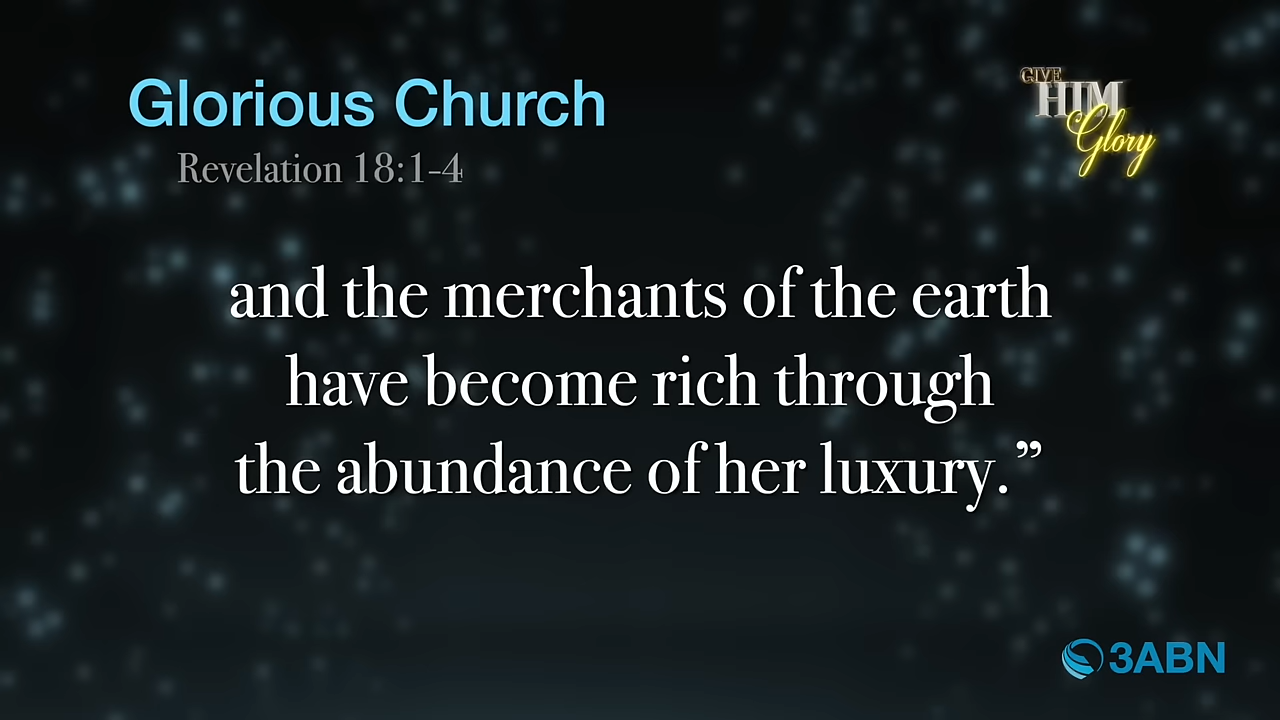 Glorious Church
Revelation 18:1-4
GIVE
HIM
Glory
and the merchants of the earth
have become rich through
the abundance of her luxury.”
3ABN